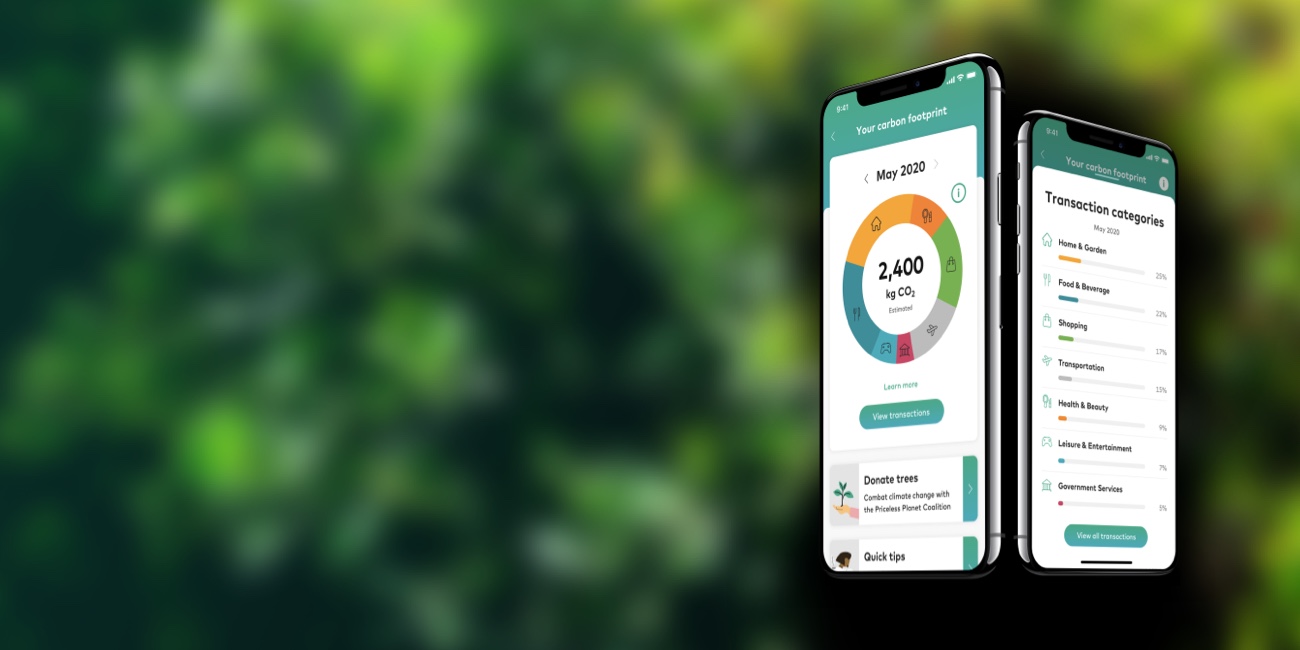 9:41
Your carbon footprint
May 2020
2,400
kg CO₂
Estimated
Learn more
View transactions
Donate trees
Combat climate change with
the Priceless Planet Coalition
Quick tips
9:41
Your carbon footprint
Transaction categories
May 2020
Home & Garden
25%
Food & Beverage
22%
Shopping
17%
Transportation
15%
Health & Beauty
9%
Leisure & Entertainment
7%
Government Services
5%
View all transactions